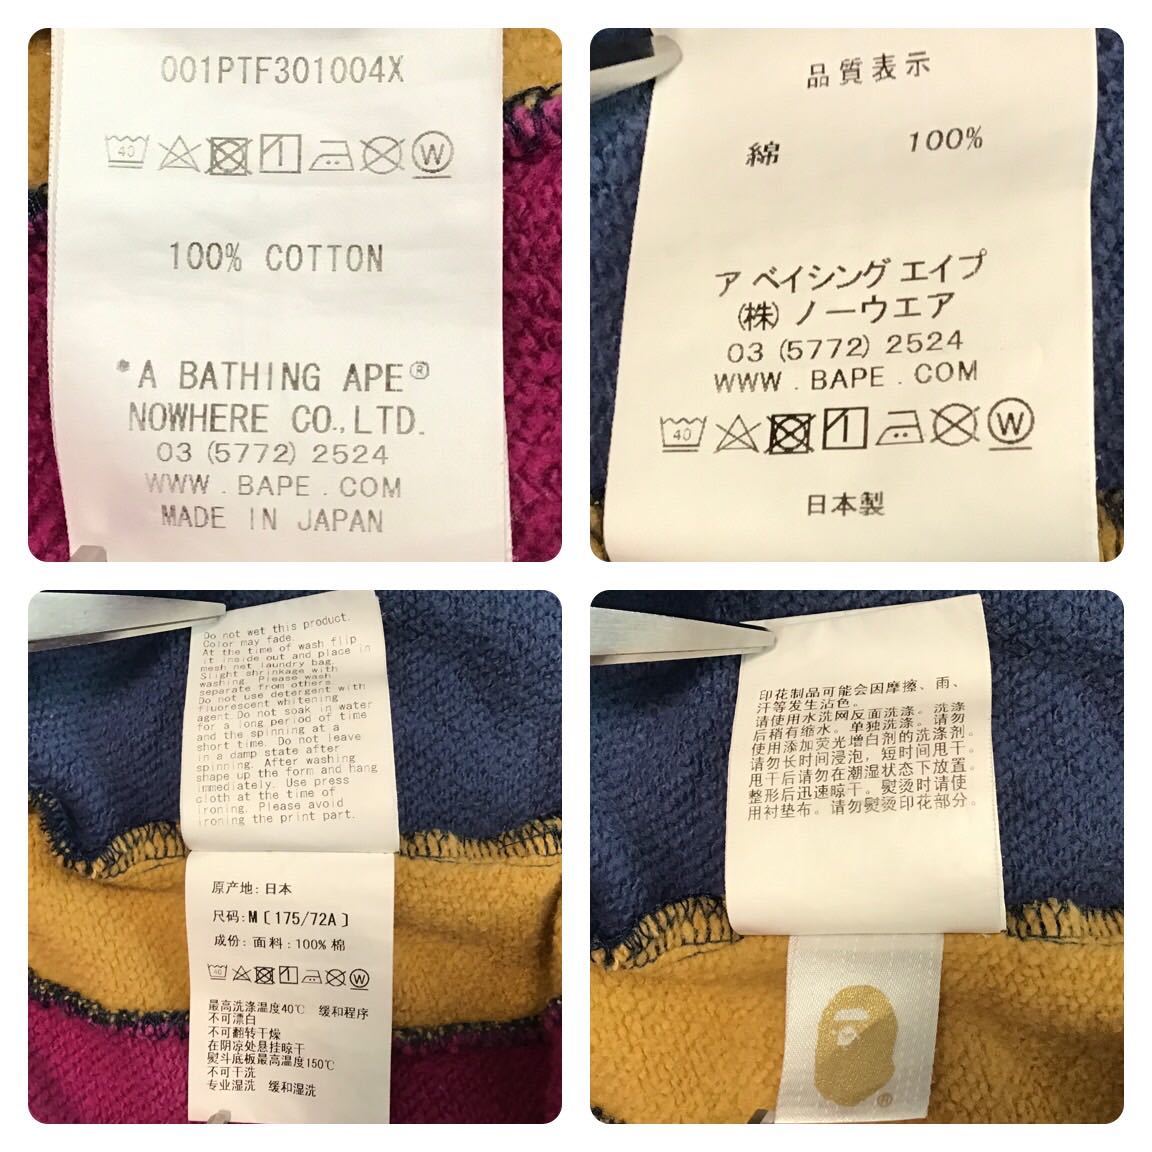 001PTF301004X
40
W
100% COTTON
*A BATHING APE®
NOWHERE CO.,LTD.
03 (5772) 2524
WWW.BAPE.COM
MADE IN JAPAN
品質表示
綿 100%
ア ベイシング エイプ
(株) ノーウエア
03 (5772) 2524
WWW.BAPE.COM
40
W
日本製
Do not wet this product.
Color may fade.
At the time of wash flip
it inside out and place in
mesh net laundry bag.
Slight shrinkage with
washing. Please wash
separate from others.
Do not use detergent with
fluorescent whitening
agent.Do not soak in water
for a long period of time
and the spinning at a
short time. Do not leave
in a damp state after
spinning. After washing
shape up the form and hang
immediately. Use press
cloth at the time of
ironing. Please avoid
ironing the print part.
原产地: 日本
尺码: M [175/72A]
成份: 面料: 100% 棉
40
W
最高洗涤温度40℃ 缓和程序
不可漂白
不可翻转干燥
在阴凉处悬挂晾干
熨斗底板最高温度150℃
不可干洗
专业湿洗 缓和湿洗
印花制品可能会因摩擦、雨、
汗等发生沾色。
请使用水洗网反面洗涤。洗涤
后稍有缩水。单独洗涤。请勿
使用添加荧光增白剂的洗涤剂。
请勿长时间浸泡，短时间甩干。
甩干后请勿在潮湿状态下放置。
整形后迅速晾干。熨烫时请使
用衬垫布。请勿熨烫印花部分。
®